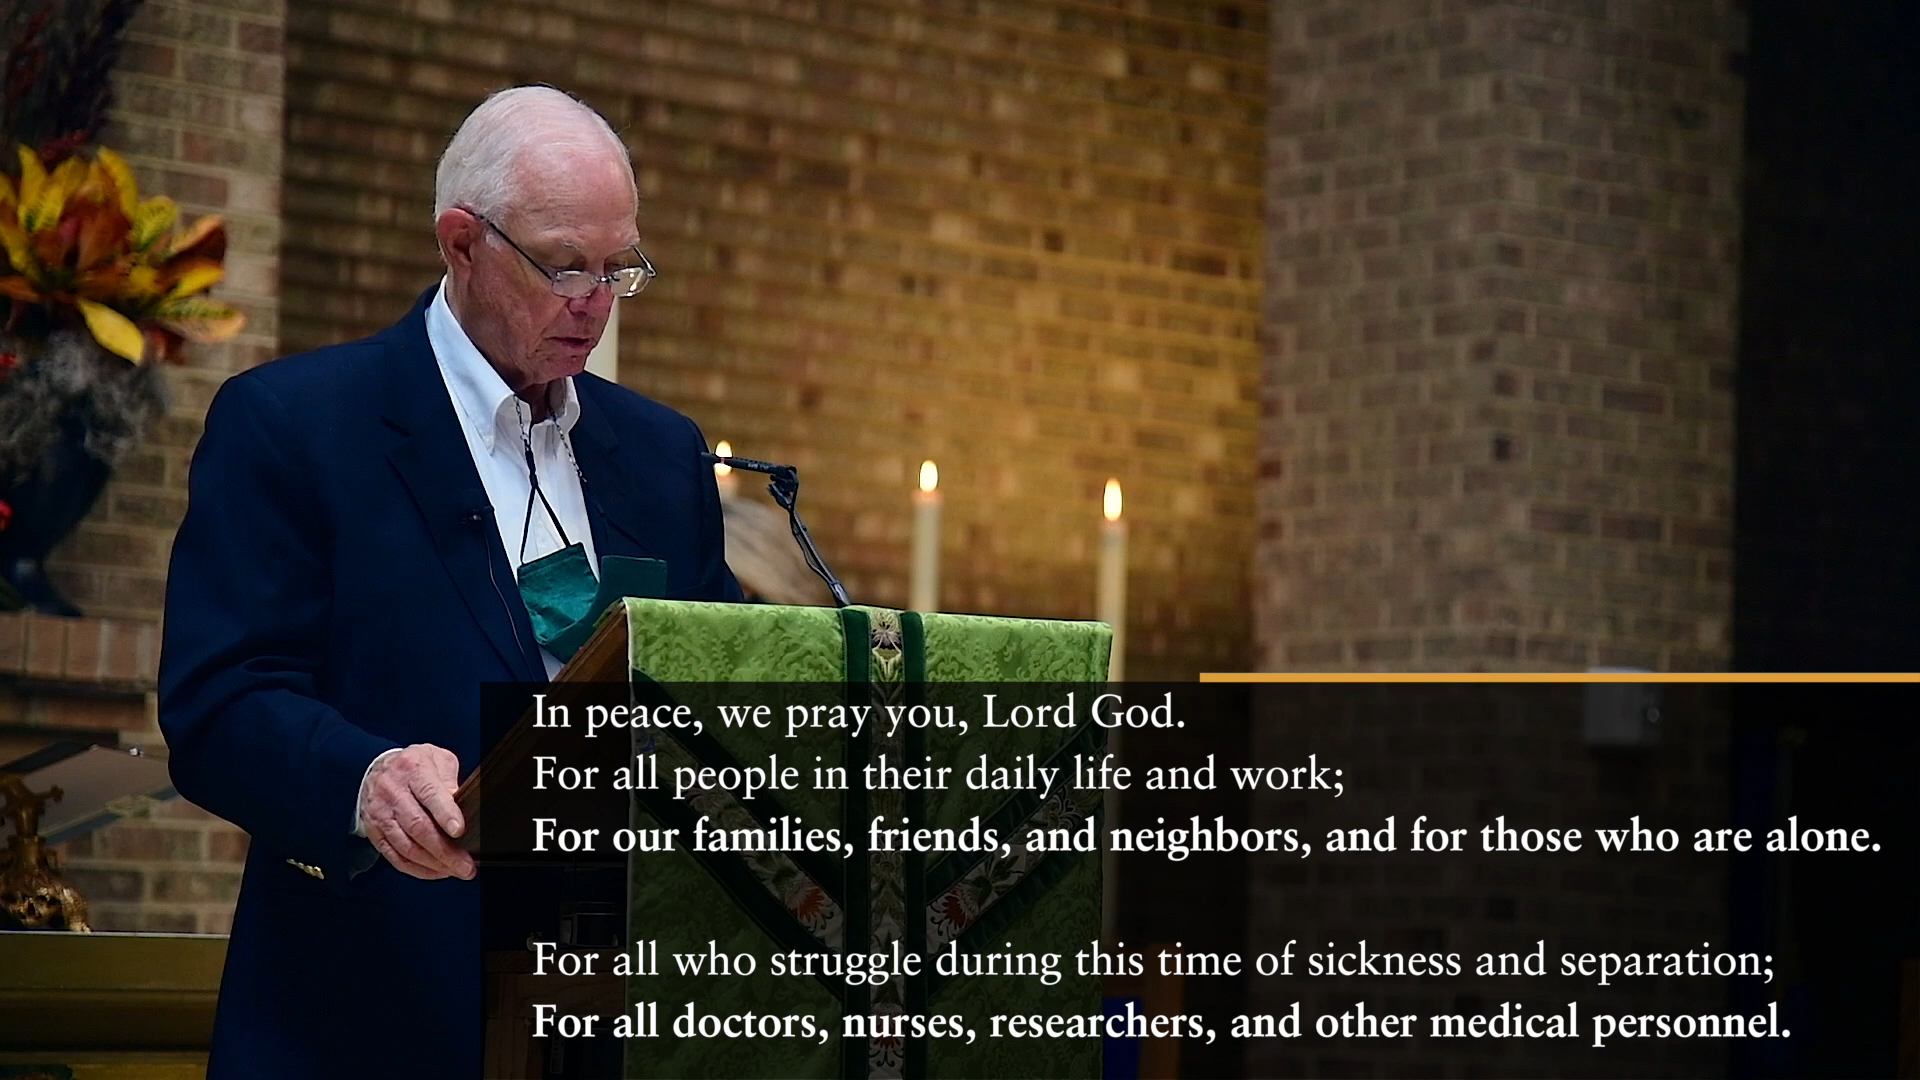 In peace, we pray you, Lord God.
For all people in their daily life and work;
For our families, friends, and neighbors, and for those who are alone.
For all who struggle during this time of sickness and separation;
For all doctors, nurses, researchers, and other medical personnel.